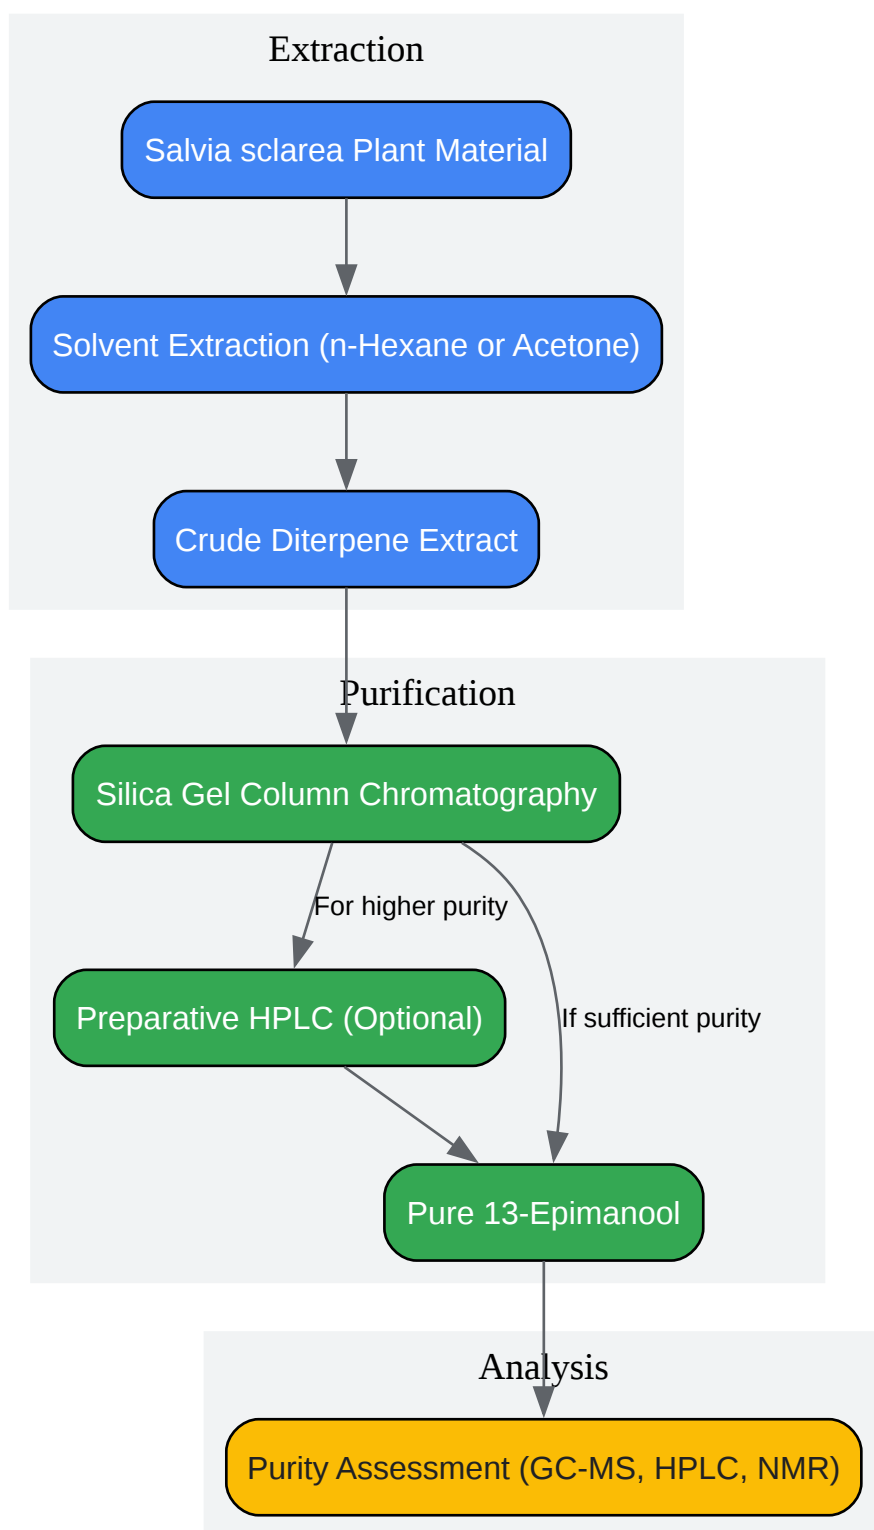 Extraction
Salvia sclarea Plant Material
Solvent Extraction (n-Hexane or Acetone)
Crude Diterpene Extract
Purification
Silica Gel Column Chromatography
For higher purity
Preparative HPLC (Optional)
If sufficient purity
Pure 13-Epimanool
Analysis
Purity Assessment (GC-MS, HPLC, NMR)